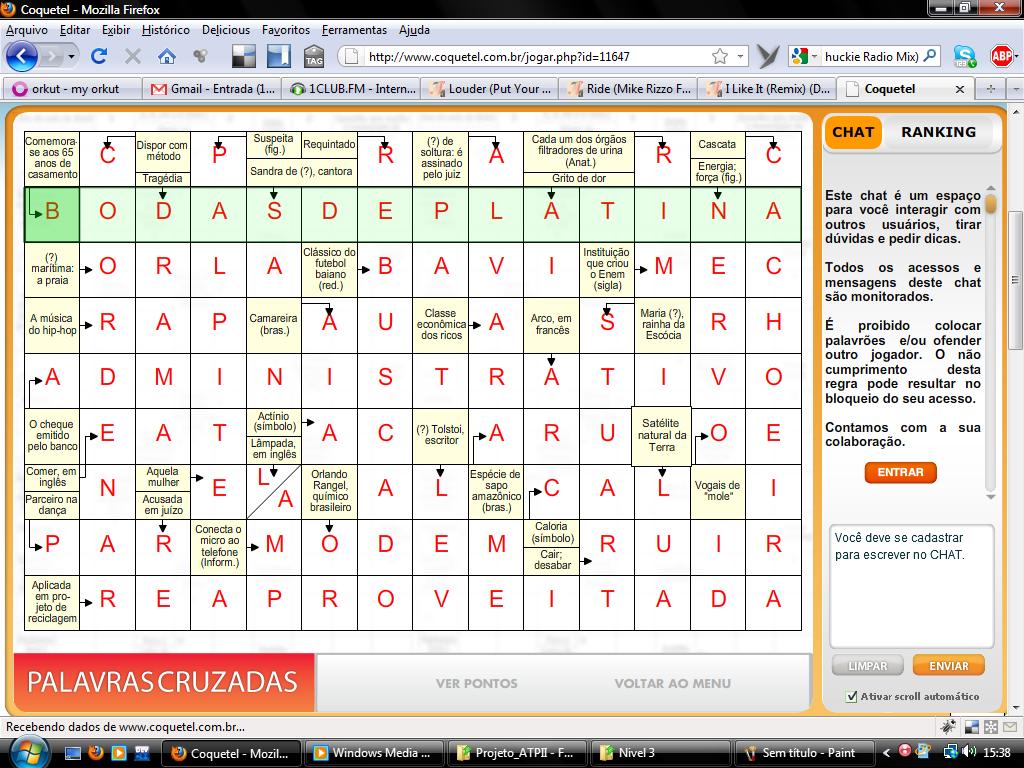 Coquetel - Mozilla Firefox
Arquivo Editar Exibir Histórico Delicious Favoritos Ferramentas Ajuda
TAG http://www.coquetel.com.br/jogar.php?id=11647 huckie Radio Mix) ABP
orkut - my orkut Gmail - Entrada (1... 1CLUB.FM - Intern... Louder (Put Your ... Ride (Mike Rizzo F... I Like It (Remix) (D... Coquetel
Comemora-
se aos 65
anos de
casamento
C
Dispor com
método
Tragédia
P
Suspeita
(fig.)
Requintado
Sandra de (?), cantora
R
(?) de
soltura: é
assinado
pelo juiz
A
Cada um dos órgãos
filtradores de urina
(Anat.)
Grito de dor
R
Cascata
Energia;
força (fig.)
C
B O D A S D E P L A T I N A
(?)
marítima:
a praia
O R L A
Clássico do
futebol
baiano
(red.)
B A V I
Instituição
que criou
o Enem
(sigla)
M E C
A música
do hip-hop
R A P
Camareira
(bras.)
A U
Classe
econômica
dos ricos
A
Arco, em
francês
S
Maria (?),
rainha da
Escócia
R H
A D M I N I S T R A T I V O
O cheque
emitido
pelo banco
E A T
Actínio
(símbolo)
Lâmpada,
em inglês
A C
(?) Tolstoi,
escritor
A R U
Satélite
natural da
Terra
O E
Comer, em
inglês
Parceiro na
dança
N
Aquela
mulher
Acusada
em juízo
E L A
Orlando
Rangel,
químico
brasileiro
A L
Espécie de
sapo
amazônico
(bras.)
C A L
Vogais de
"mole"
I
P A R
Conecta o
micro ao
telefone
(Inform.)
M O D E M
Caloria
(símbolo)
Cair;
desabar
R U I R
Aplicada
em pro-
jeto de
reciclagem
R E A P R O V E I T A D A
CHAT RANKING
Este chat é um espaço
para você interagir com
outros usuários, tirar
dúvidas e pedir dicas.
Todos os acessos e
mensagens deste chat
são monitorados.
É proibido colocar
palavrões e/ou ofender
outro jogador. O não
cumprimento desta
regra pode resultar no
bloqueio do seu acesso.
Contamos com a sua
colaboração.
ENTRAR
Você deve se cadastrar
para escrever no CHAT.
LIMPAR ENVIAR
Ativar scroll automático
PALAVRAS CRUZADAS VER PONTOS VOLTAR AO MENU
Recebendo dados de www.coquetel.com.br...
Coquetel - Mozil... Windows Media ... Projeto_ATPII - F... Nivel 3 Sem título - Paint 15:38